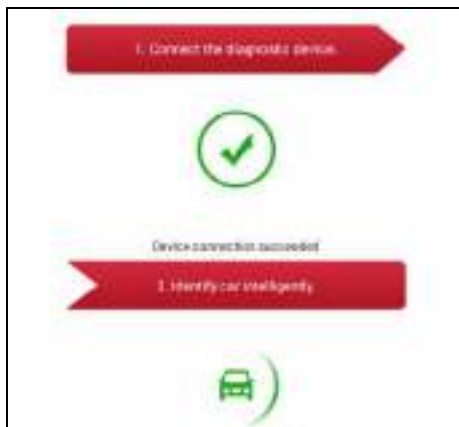 1. Connect the diagnostic device.
Device connection succeeded
2. Identify car intelligently